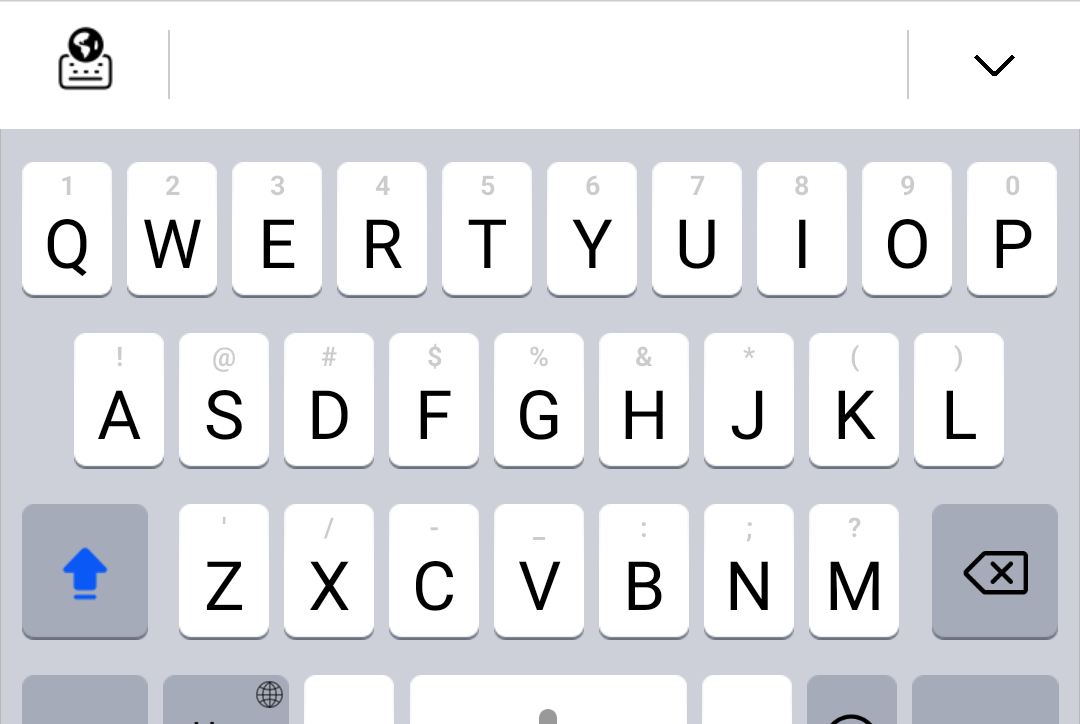 1 2 3 4 5 6 7 8 9 0
Q W E R T Y U I O P
! @ # $ % & * ( )
A S D F G H J K L
' / - _ : ; ?
Z X C V B N M